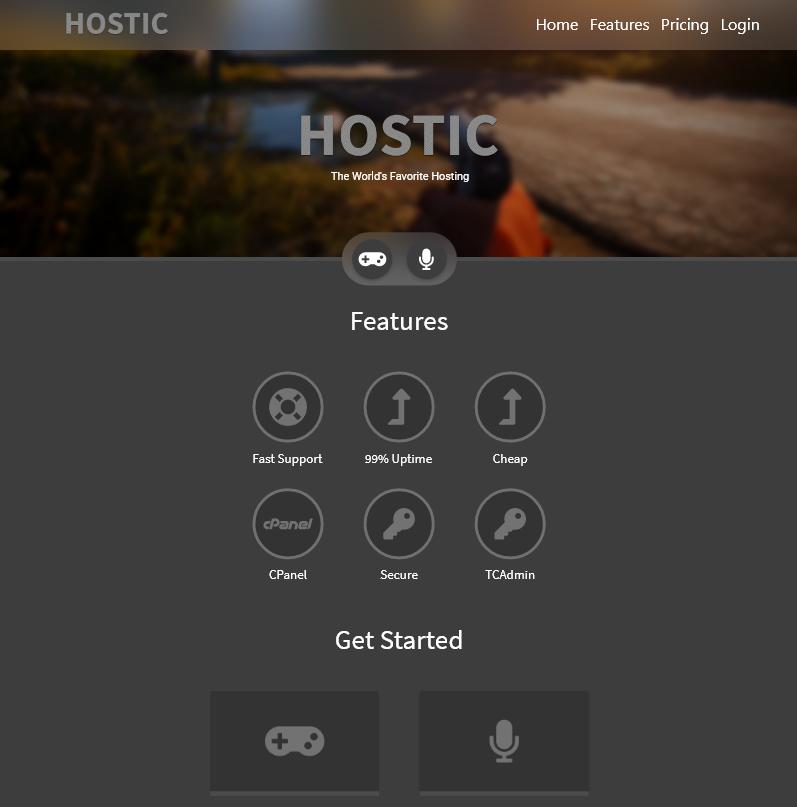 HOSTIC
Home Features Pricing Login
HOSTIC
The World's Favorite Hosting
Features
Fast Support 99% Uptime Cheap
cPanel
CPanel Secure TCAdmin
Get Started